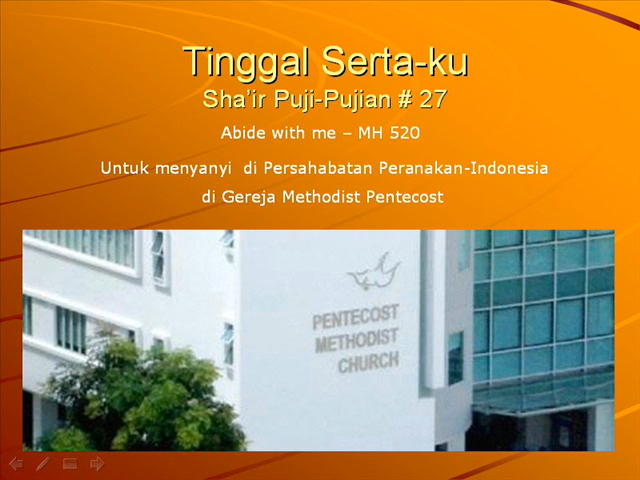 Tinggal Serta-ku
Sha’ir Puji-Pujian # 27
Abide with me – MH 520
Untuk menyanyi  di Persahabatan Peranakan-Indonesia
di Gereja Methodist Pentecost
PENTECOST
METHODIST
CHURCH